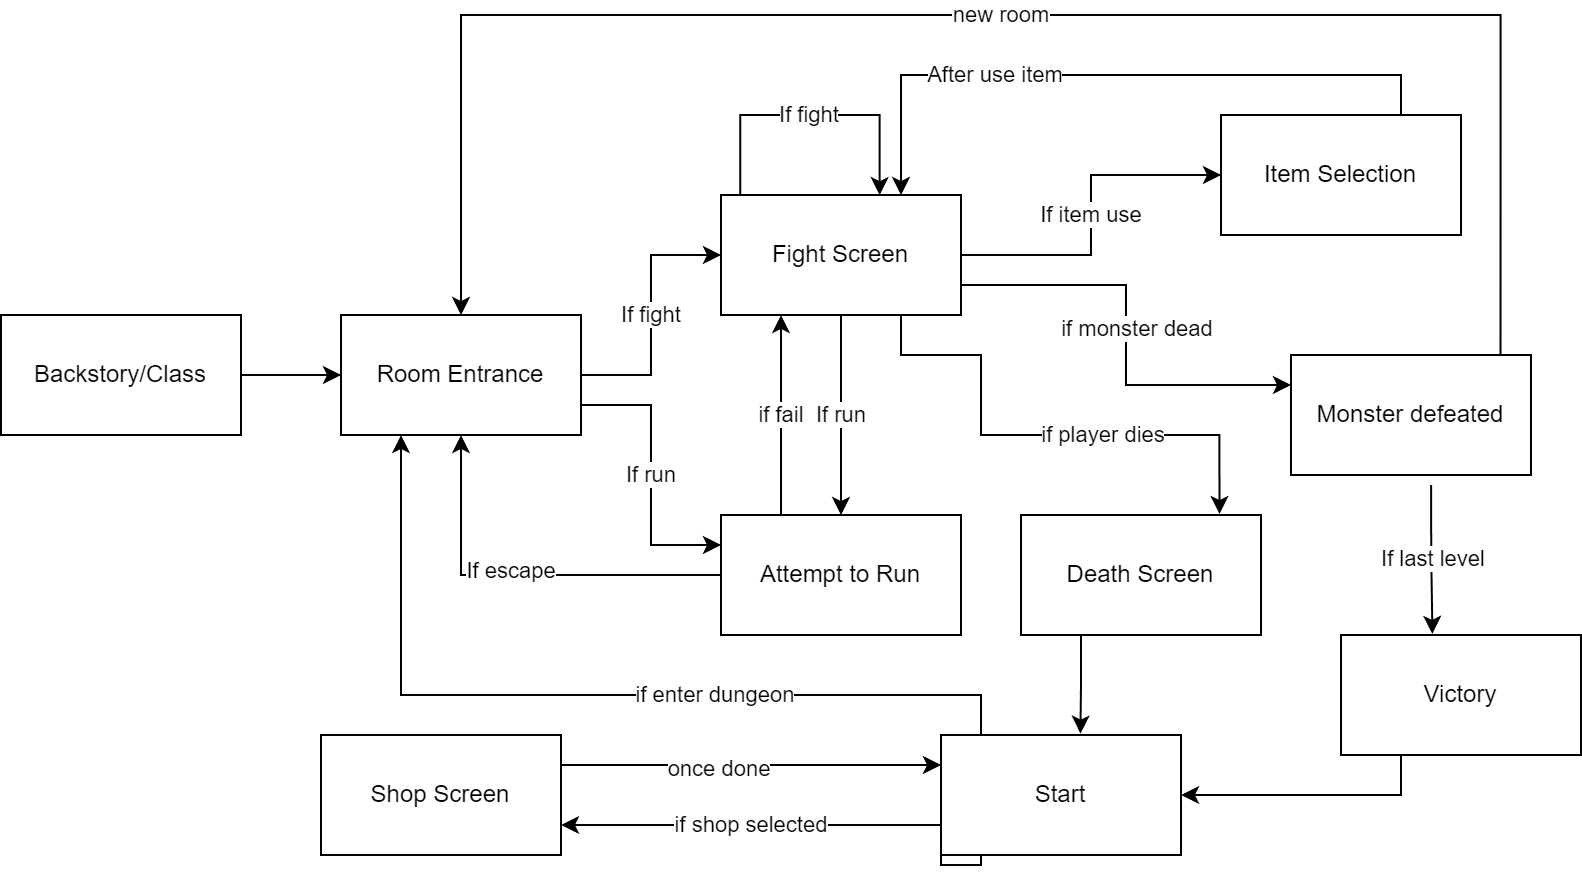 new room
After use item
If fight
Item Selection
If item use
Fight Screen
If fight
if monster dead
Backstory/Class
Room Entrance
if fail
If run
Monster defeated
if player dies
If run
If last level
If escape
Attempt to Run
Death Screen
if enter dungeon
Victory
once done
Shop Screen
Start
if shop selected